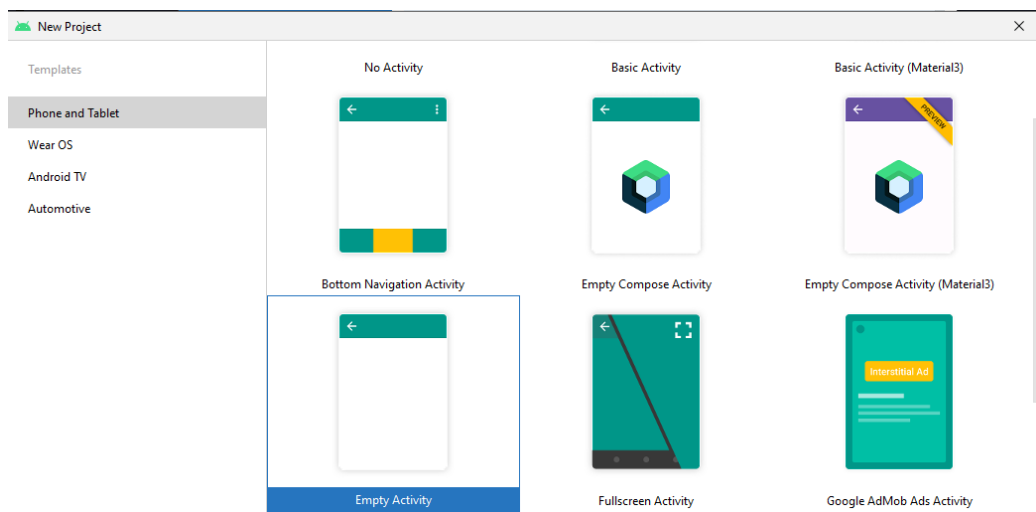 New Project
Templates
Phone and Tablet
Wear OS
Android TV
Automotive
No Activity
Basic Activity
Basic Activity (Material3)
PREVIEW
Bottom Navigation Activity
Empty Compose Activity
Empty Compose Activity (Material3)
Interstitial Ad
Empty Activity
Fullscreen Activity
Google AdMob Ads Activity